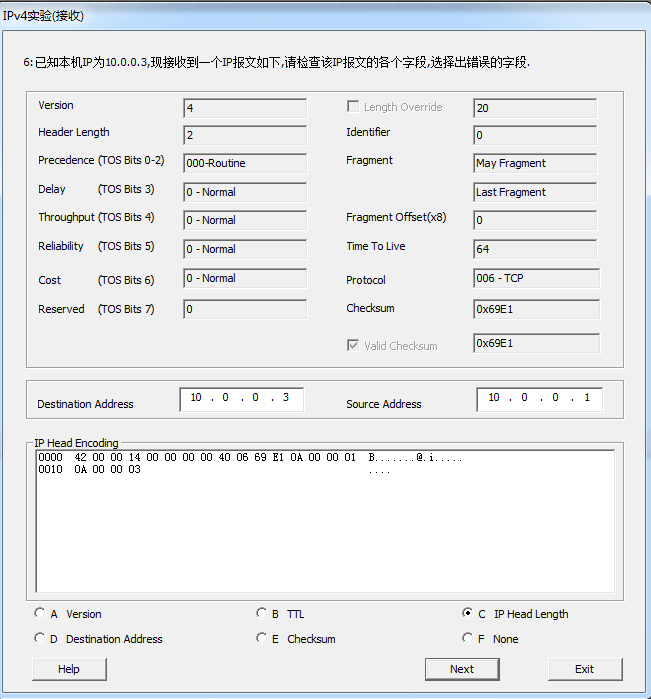 IPv4实验(接收)
6: 已知本机IP为10.0.0.3,现接收到一个IP报文如下,请检查该IP报文的各个字段,选择出错误的字段.
Version 4 Length Override 20
Header Length 2 Identifier 0
Precedence (TOS Bits 0-2) 000-Routine Fragment May Fragment
Delay (TOS Bits 3) 0 - Normal Last Fragment
Throughput (TOS Bits 4) 0 - Normal Fragment Offset(x8) 0
Reliability (TOS Bits 5) 0 - Normal Time To Live 64
Cost (TOS Bits 6) 0 - Normal Protocol 006 - TCP
Reserved (TOS Bits 7) 0 Checksum 0x69E1
Valid Checksum 0x69E1
Destination Address 10 . 0 . 0 . 3 Source Address 10 . 0 . 0 . 1
IP Head Encoding
0000 42 00 00 14 00 00 00 00 40 06 69 E1 0A 00 00 01 B.......@.i.....
0010 0A 00 00 03 ....
A Version B TTL C IP Head Length
D Destination Address E Checksum F None
Help Next Exit